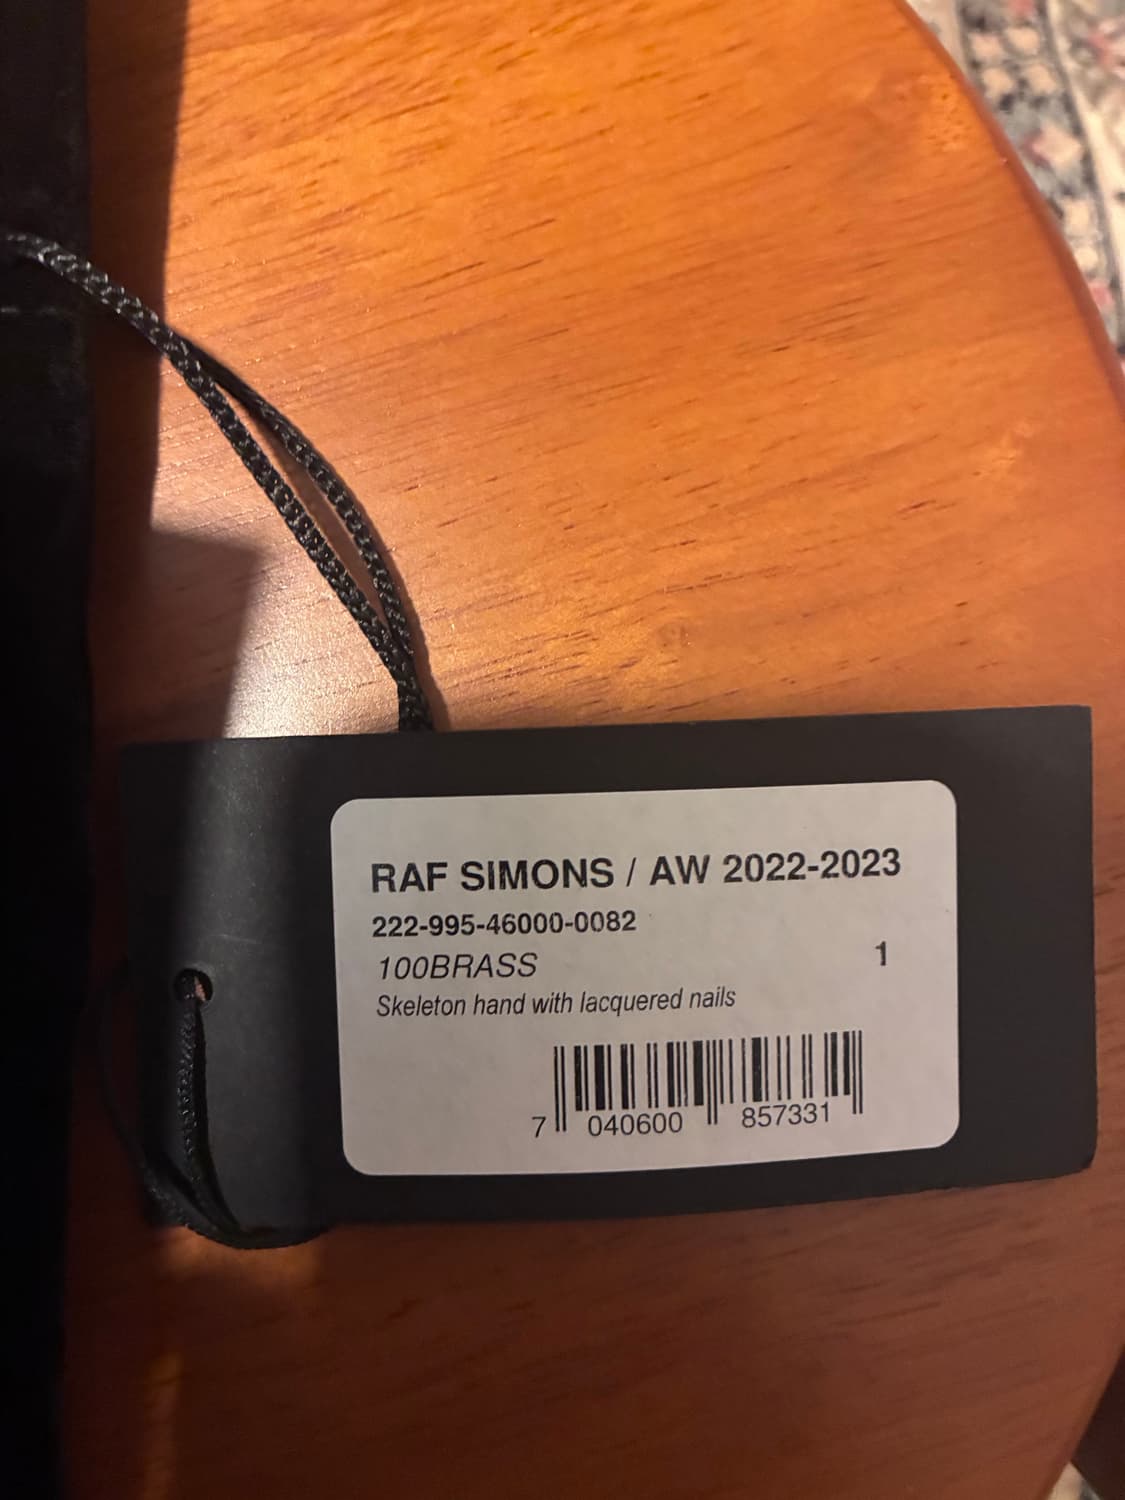 RAF SIMONS / AW 2022-2023
222-995-46000-0082
100BRASS 1
Skeleton hand with lacquered nails
7 040600 857331